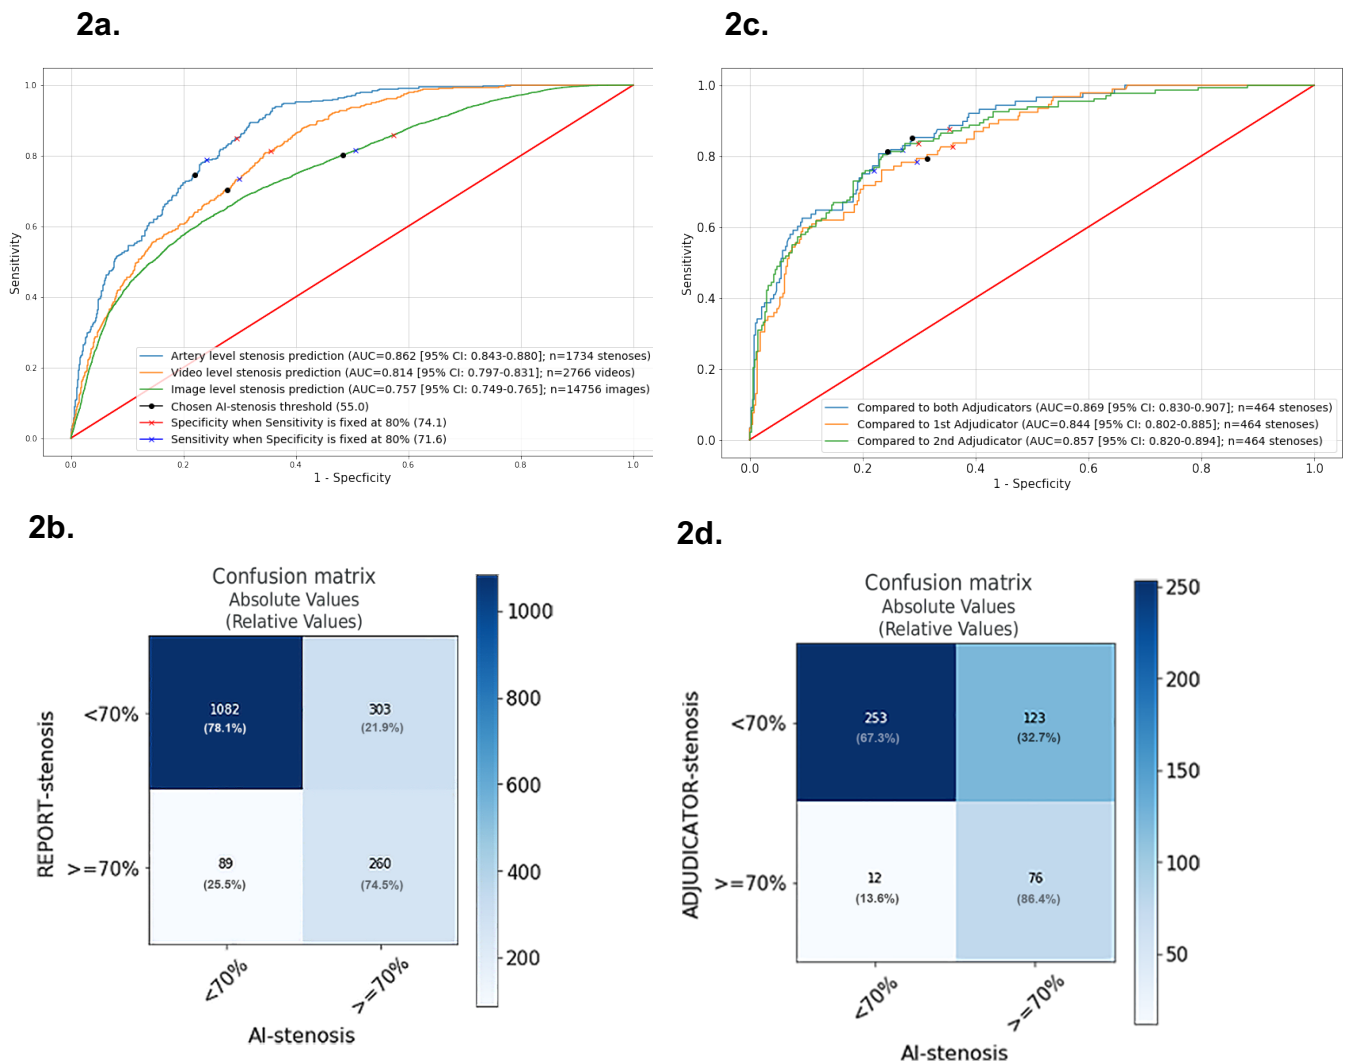 2a.
1.0
0.8
0.6
0.4
0.2
0.0
Sensitivity
Artery level stenosis prediction (AUC=0.862 [95% CI: 0.843-0.880]; n=1734 stenoses)
Video level stenosis prediction (AUC=0.814 [95% CI: 0.797-0.831]; n=2766 videos)
Image level stenosis prediction (AUC=0.757 [95% CI: 0.749-0.765]; n=14756 images)
Chosen AI-stenosis threshold (55.0)
Specificity when Sensitivity is fixed at 80% (74.1)
Sensitivity when Specificity is fixed at 80% (71.6)
0.0 0.2 0.4 0.6 0.8 1.0
1 - Specficity
2c.
1.0
0.8
0.6
0.4
0.2
0.0
Sensitivity
Compared to both Adjudicators (AUC=0.869 [95% CI: 0.830-0.907]; n=464 stenoses)
Compared to 1st Adjudicator (AUC=0.844 [95% CI: 0.802-0.885]; n=464 stenoses)
Compared to 2nd Adjudicator (AUC=0.857 [95% CI: 0.820-0.894]; n=464 stenoses)
0.0 0.2 0.4 0.6 0.8 1.0
1 - Specficity
2b.
Confusion matrix
Absolute Values
(Relative Values)
REPORT-stenosis
<70%
1082 303
(78.1%) (21.9%)
>=70%
89 260
(25.5%) (74.5%)
<70% >=70%
AI-stenosis
1000
800
600
400
200
2d.
Confusion matrix
Absolute Values
(Relative Values)
ADJUDICATOR-stenosis
<70%
253 123
(67.3%) (32.7%)
>=70%
12 76
(13.6%) (86.4%)
<70% >=70%
AI-stenosis
250
200
150
100
50